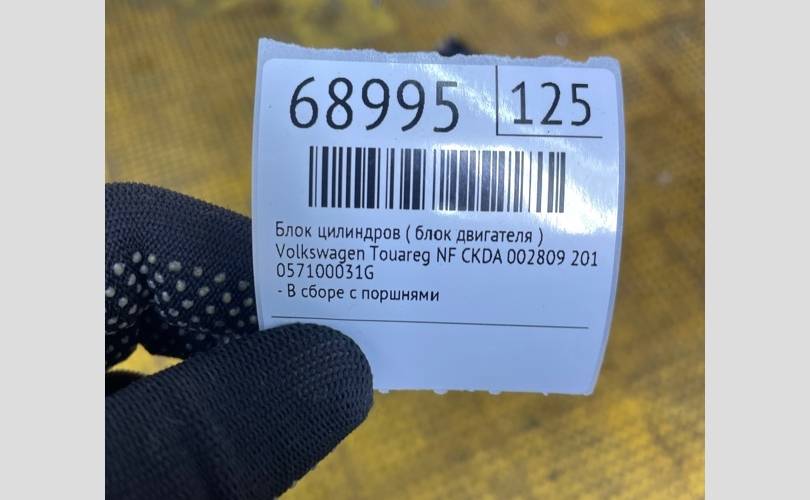 68995 125
Блок цилиндров ( блок двигателя )
Volkswagen Touareg NF CKDA 002809 201
057100031G
- В сборе с поршнями